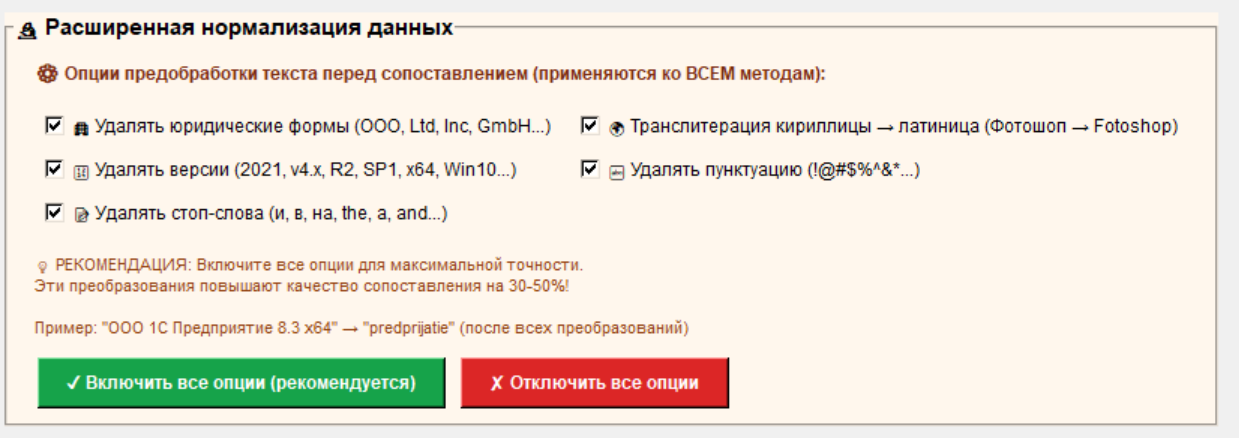 Расширенная нормализация данных
Опции предобработки текста перед сопоставлением (применяются ко ВСЕМ методам):
Удалять юридические формы (ООО, Ltd, Inc, GmbH...)
Транслитерация кириллицы → латиница (Фотошоп → Fotoshop)
Удалять версии (2021, v4.x, R2, SP1, x64, Win10...)
Удалять пунктуацию (!@#$%^&*...)
Удалять стоп-слова (и, в, на, the, a, and...)
РЕКОМЕНДАЦИЯ: Включите все опции для максимальной точности.
Эти преобразования повышают качество сопоставления на 30-50%!
Пример: "ООО 1С Предприятие 8.3 x64" → "predprijatie" (после всех преобразований)
✓ Включить все опции (рекомендуется)
✗ Отключить все опции